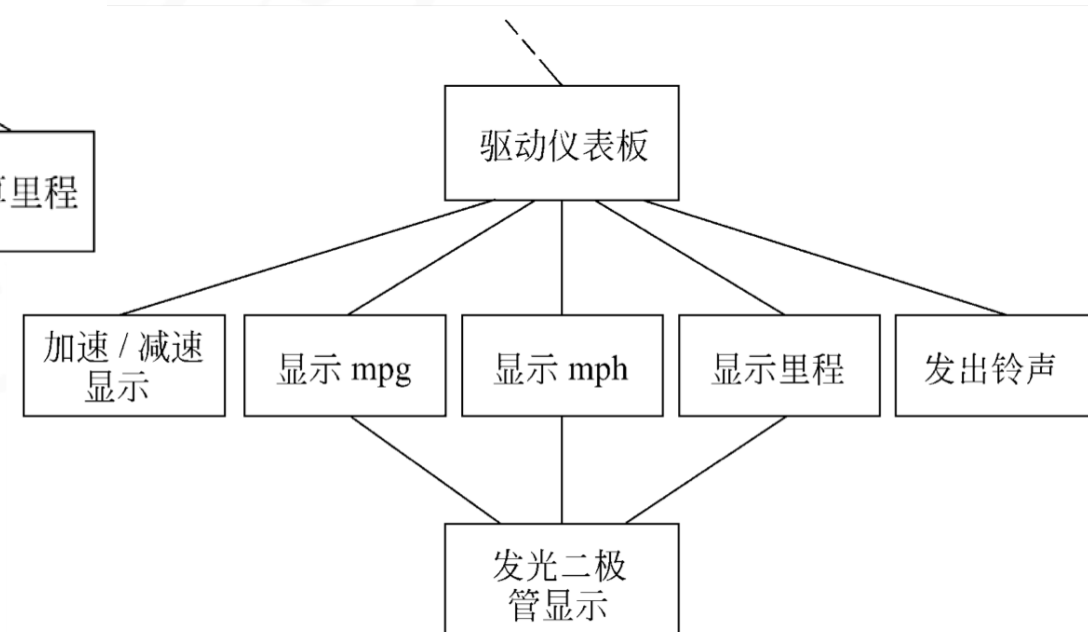 驱动仪表板
里程
加速 / 减速
显示
显示 mpg
显示 mph
显示里程
发出铃声
发光二极
管显示